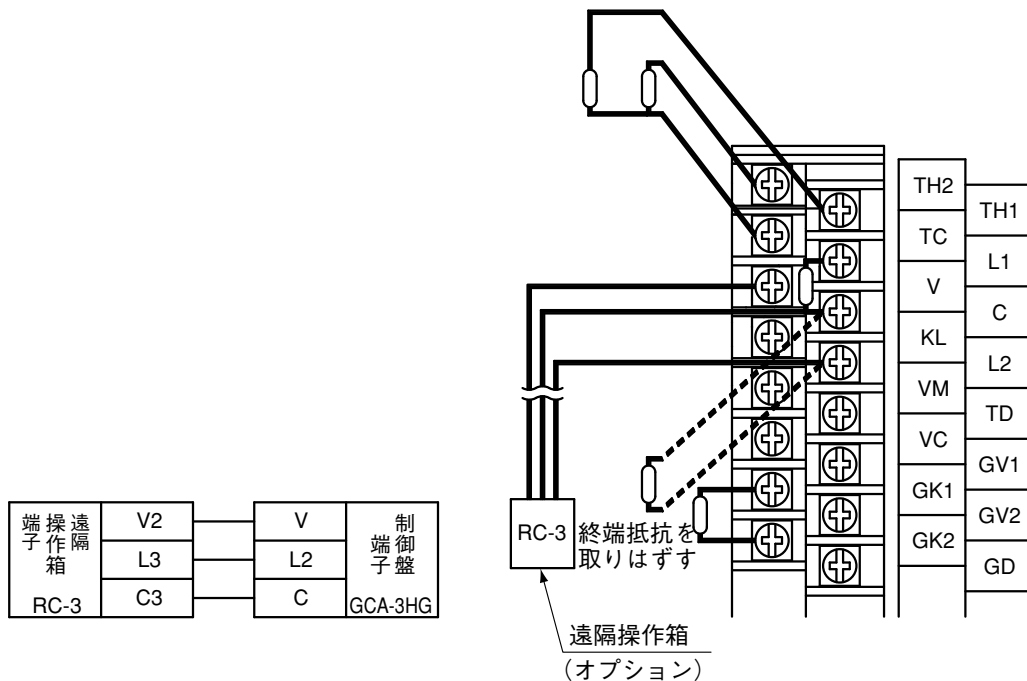 TH2
TH1
TC
L1
V
C
KL
L2
VM
TD
VC
GV1
GK1
GV2
GK2
GD
RC-3
終端抵抗を
取りはずす
遠隔操作箱
(オプション)
遠隔
操作箱
端子
RC-3
V2
L3
C3
V
L2
C
制御盤
端子
GCA-3HG